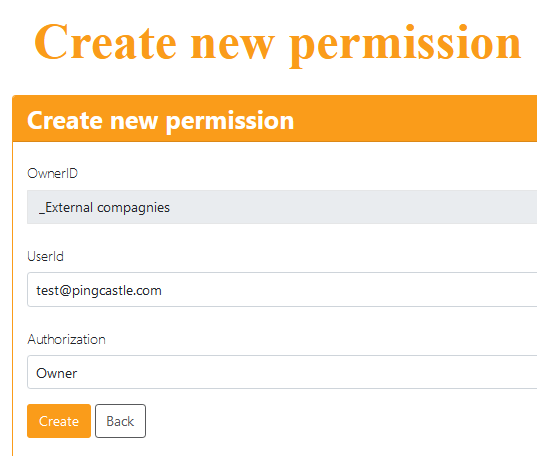 Create new permission
Create new permission
OwnerID
_External compagnies
UserId
test@pingcastle.com
Authorization
Owner
Create Back